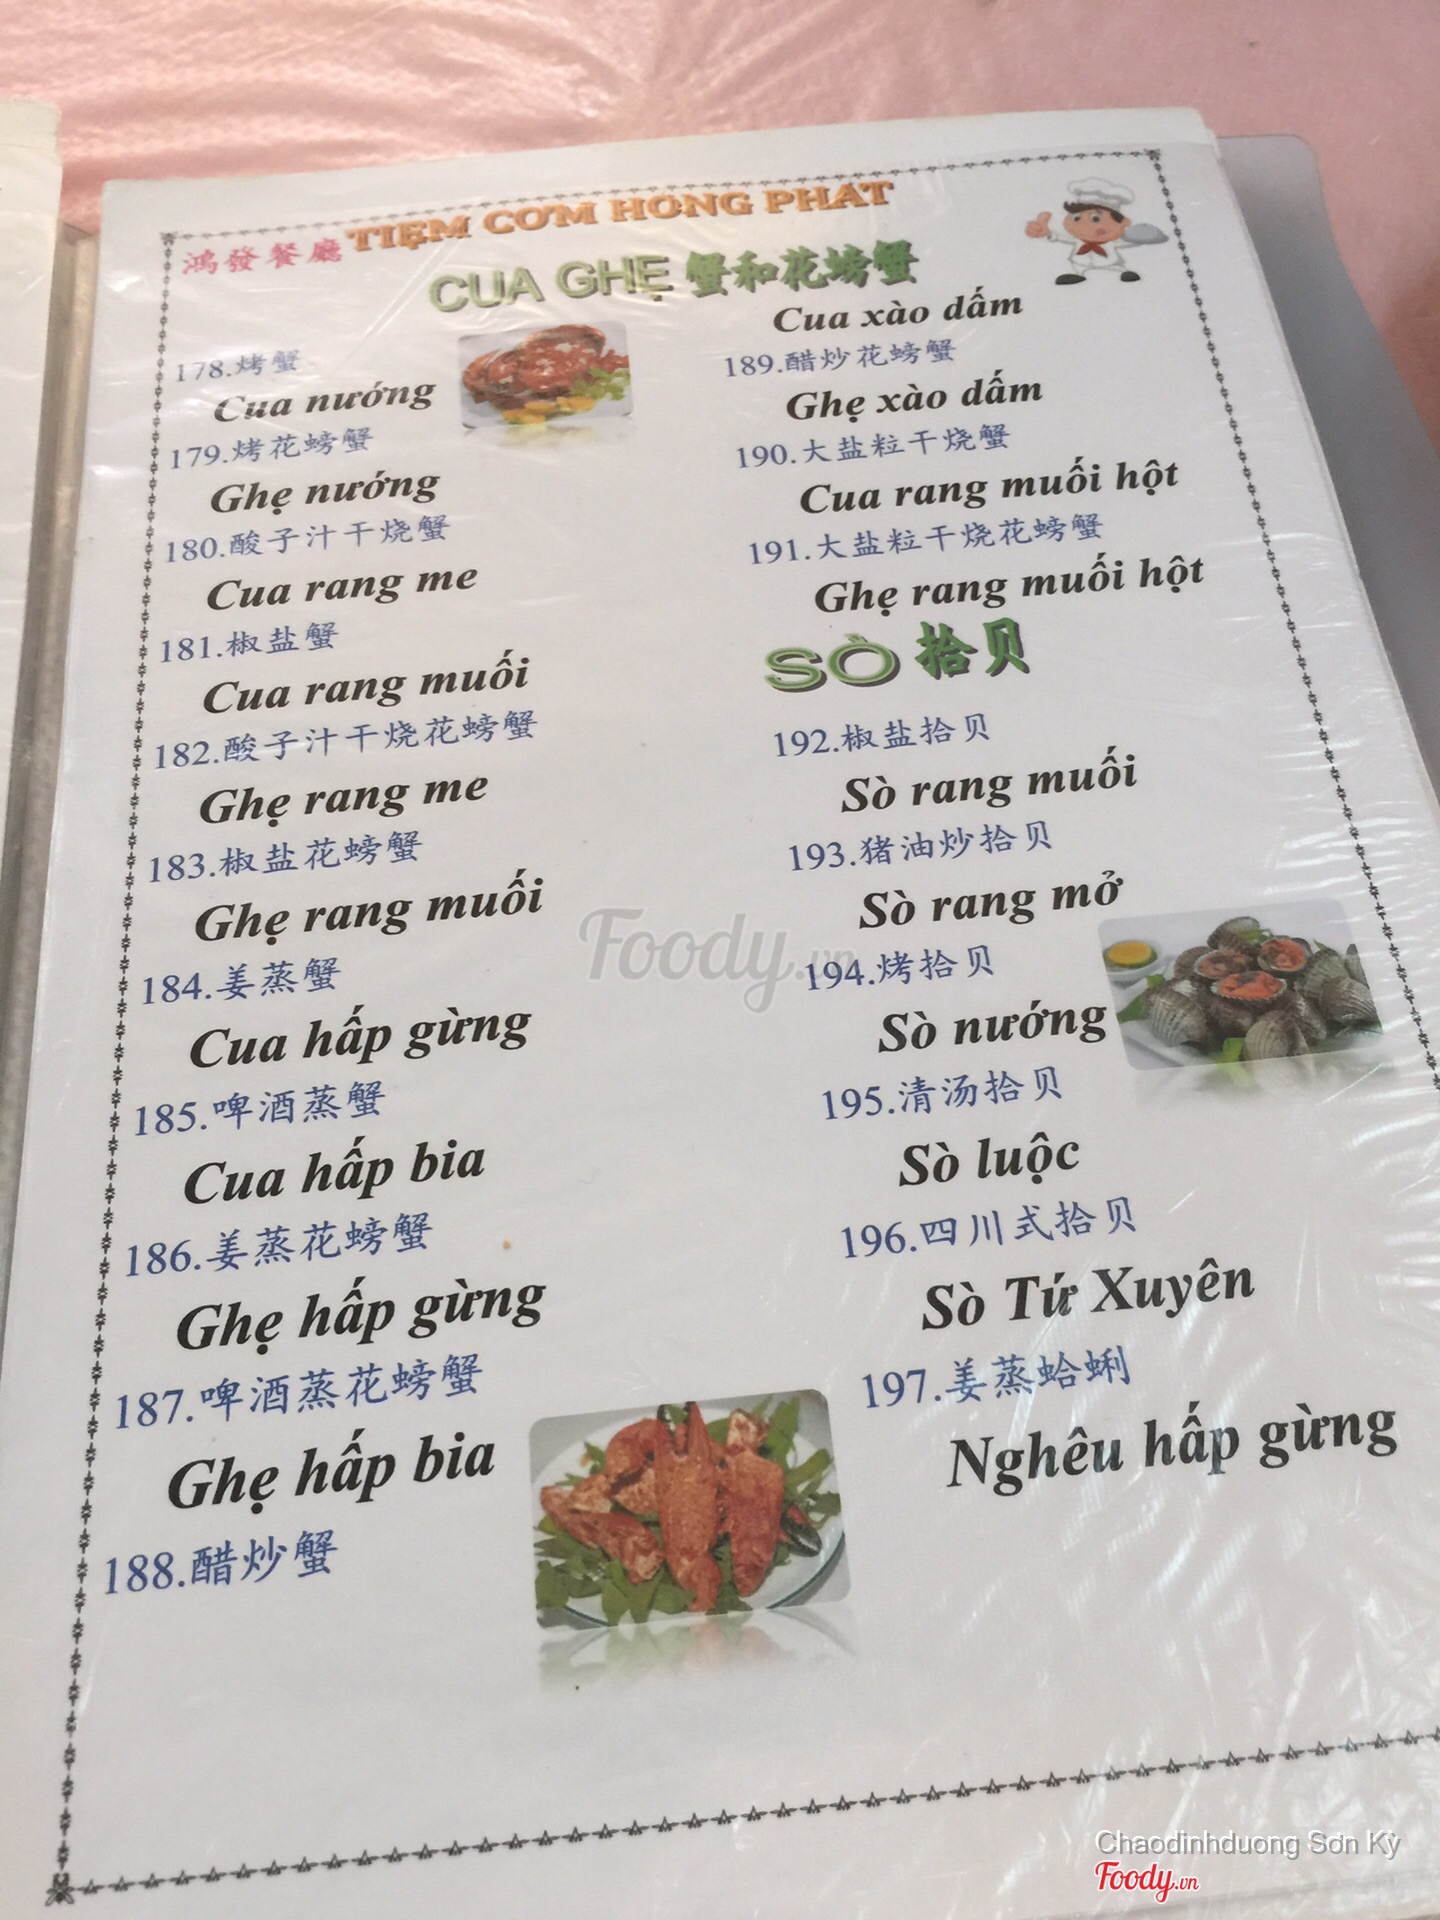 鴻發餐廳 TIỆM CƠM HỒNG PHÁT
CUA GHẸ 蟹和花螃蟹
178.烤蟹
Cua nướng
179.烤花螃蟹
Ghẹ nướng
180.酸子汁干烧蟹
Cua rang me
181.椒盐蟹
Cua rang muối
182.酸子汁干烧花螃蟹
Ghẹ rang me
183.椒盐花螃蟹
Ghẹ rang muối
184.姜蒸蟹
Cua hấp gừng
185.啤酒蒸蟹
Cua hấp bia
186.姜蒸花螃蟹
Ghẹ hấp gừng
187.啤酒蒸花螃蟹
Ghẹ hấp bia
188.醋炒蟹
Cua xào dấm
189.醋炒花螃蟹
Ghẹ xào dấm
190.大盐粒干烧蟹
Cua rang muối hột
191.大盐粒干烧花螃蟹
Ghẹ rang muối hột
SÒ 拾贝
192.椒盐拾贝
Sò rang muối
193.猪油炒拾贝
Sò rang mở
194.烤拾贝
Sò nướng
195.清汤拾贝
Sò luộc
196.四川式拾贝
Sò Tứ Xuyên
197.姜蒸蛤蜊
Nghêu hấp gừng
Foody.vn
Chaodinhduong Sơn Kỳ
Foody.vn